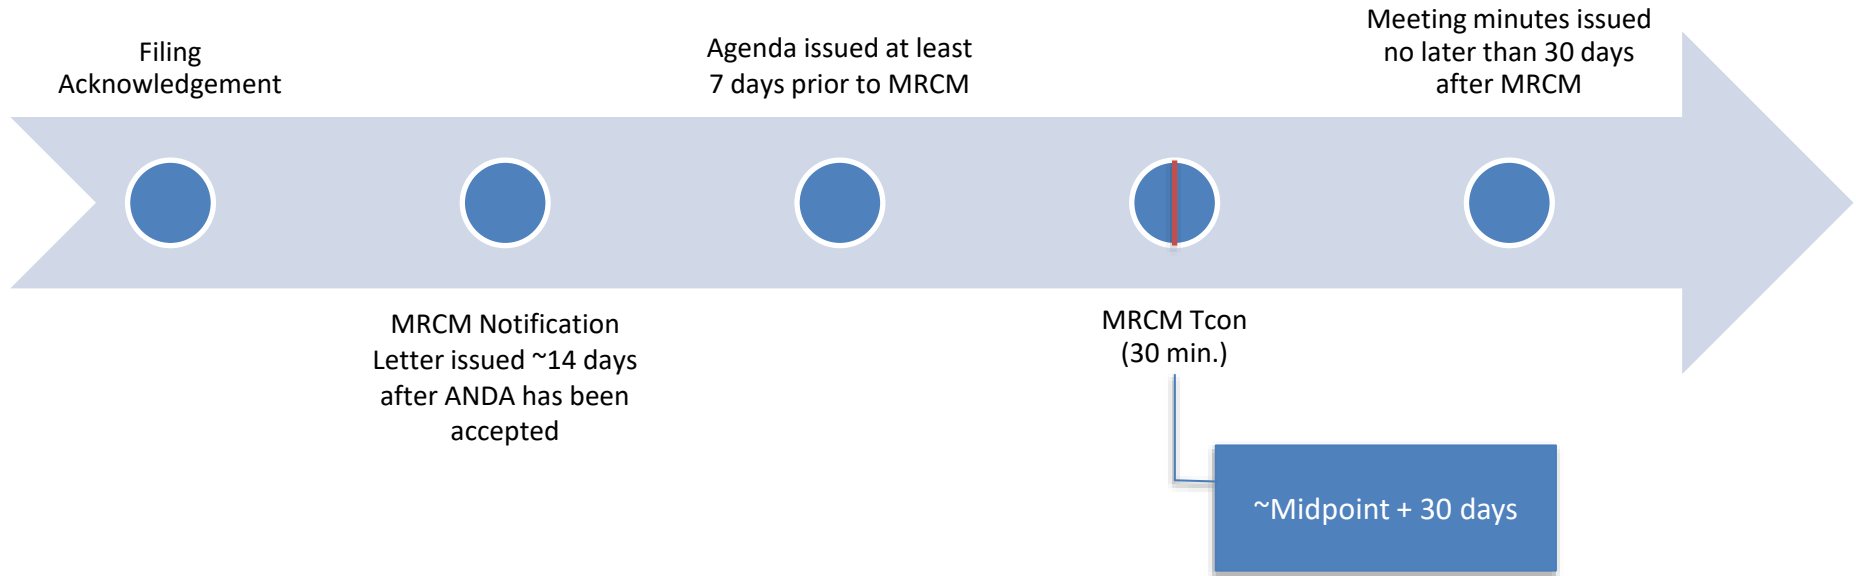 Filing
Acknowledgement
MRCM Notification
Letter issued ~14 days
after ANDA has been
accepted
Agenda issued at least
7 days prior to MRCM
MRCM Tcon
(30 min.)
~Midpoint + 30 days
Meeting minutes issued
no later than 30 days
after MRCM